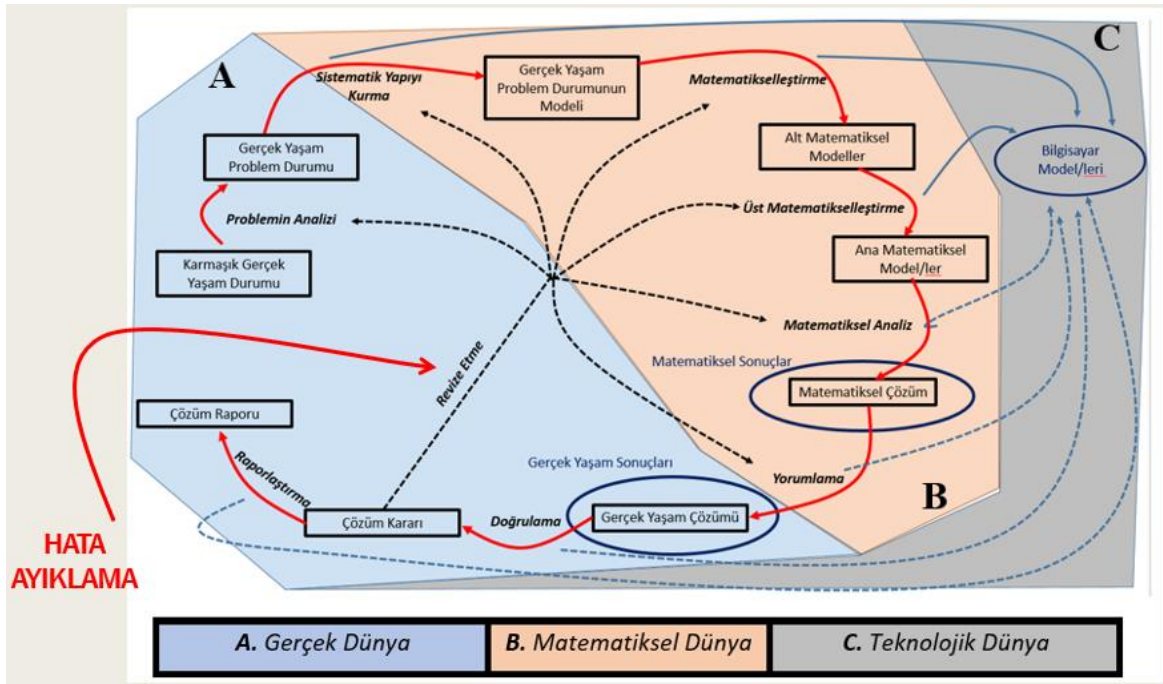 A
B
C
Sistematik Yapıyı
Kurma
Gerçek Yaşam
Problem Durumunun
Modeli
Matematikselleştirme
Gerçek Yaşam
Problem Durumu
Alt Matematiksel
Modeller
Bilgisayar
Model/leri
Problemin Analizi
Üst Matematikselleştirme
Karmaşık Gerçek
Yaşam Durumu
Ana Matematiksel
Model/ler
Matematiksel Analiz
Revize Etme
Matematiksel Sonuçlar
Matematiksel Çözüm
Çözüm Raporu
Gerçek Yaşam Sonuçları
Yorumlama
Raporlaştırma
Çözüm Kararı
Doğrulama
Gerçek Yaşam Çözümü
HATA
AYIKLAMA
A. Gerçek Dünya
B. Matematiksel Dünya
C. Teknolojik Dünya